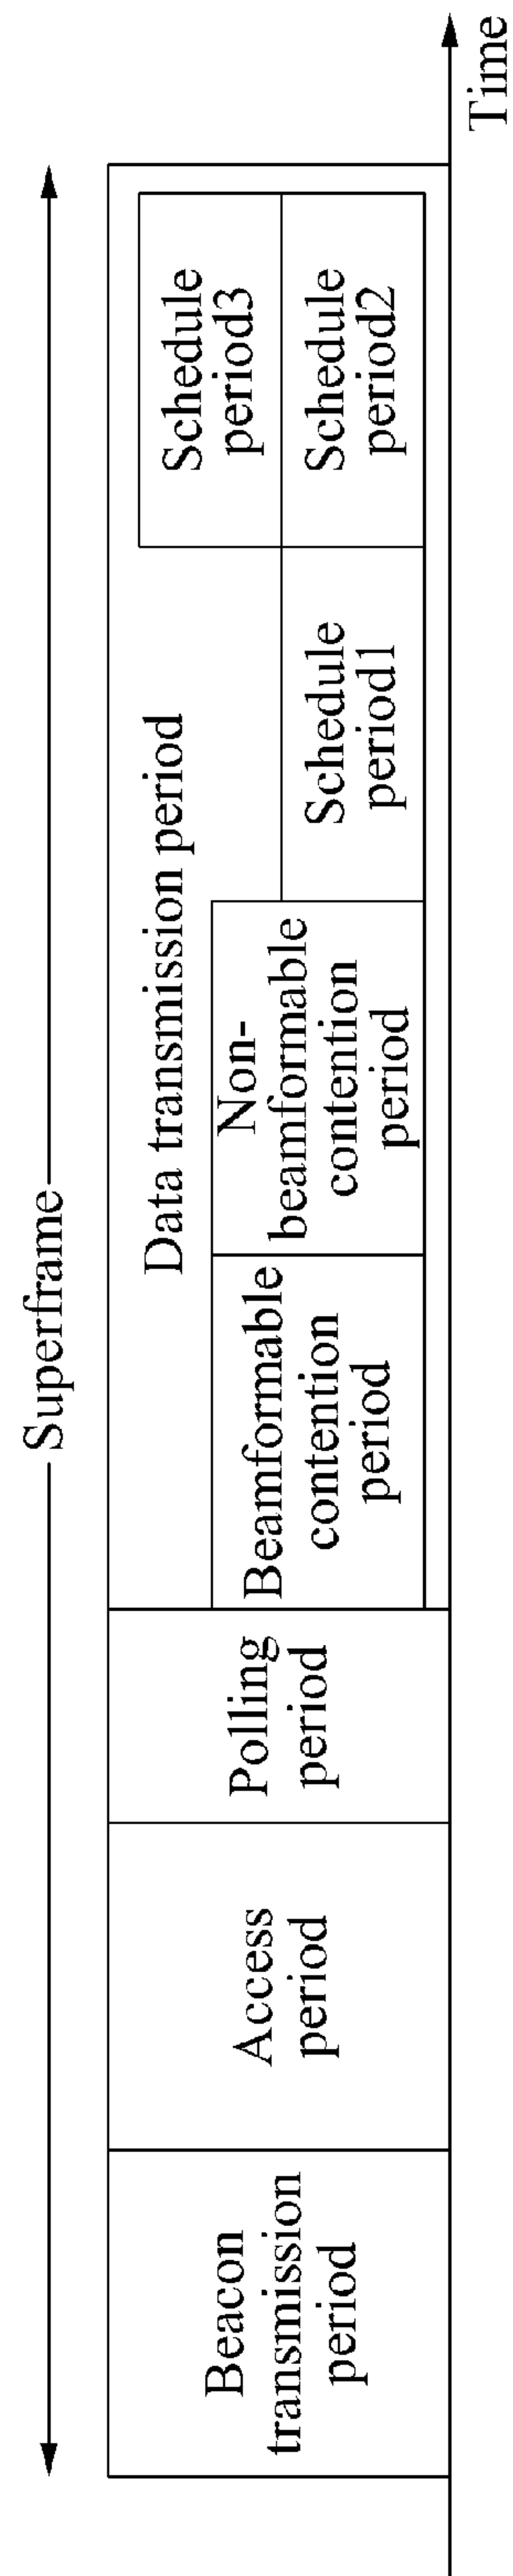 Superframe
Beacon
transmission
period
Access
period
Polling
period
Data transmission period
Beamformable
contention
period
Non-
beamformable
contention
period
Schedule
period1
Schedule
period3
Schedule
period2
Time